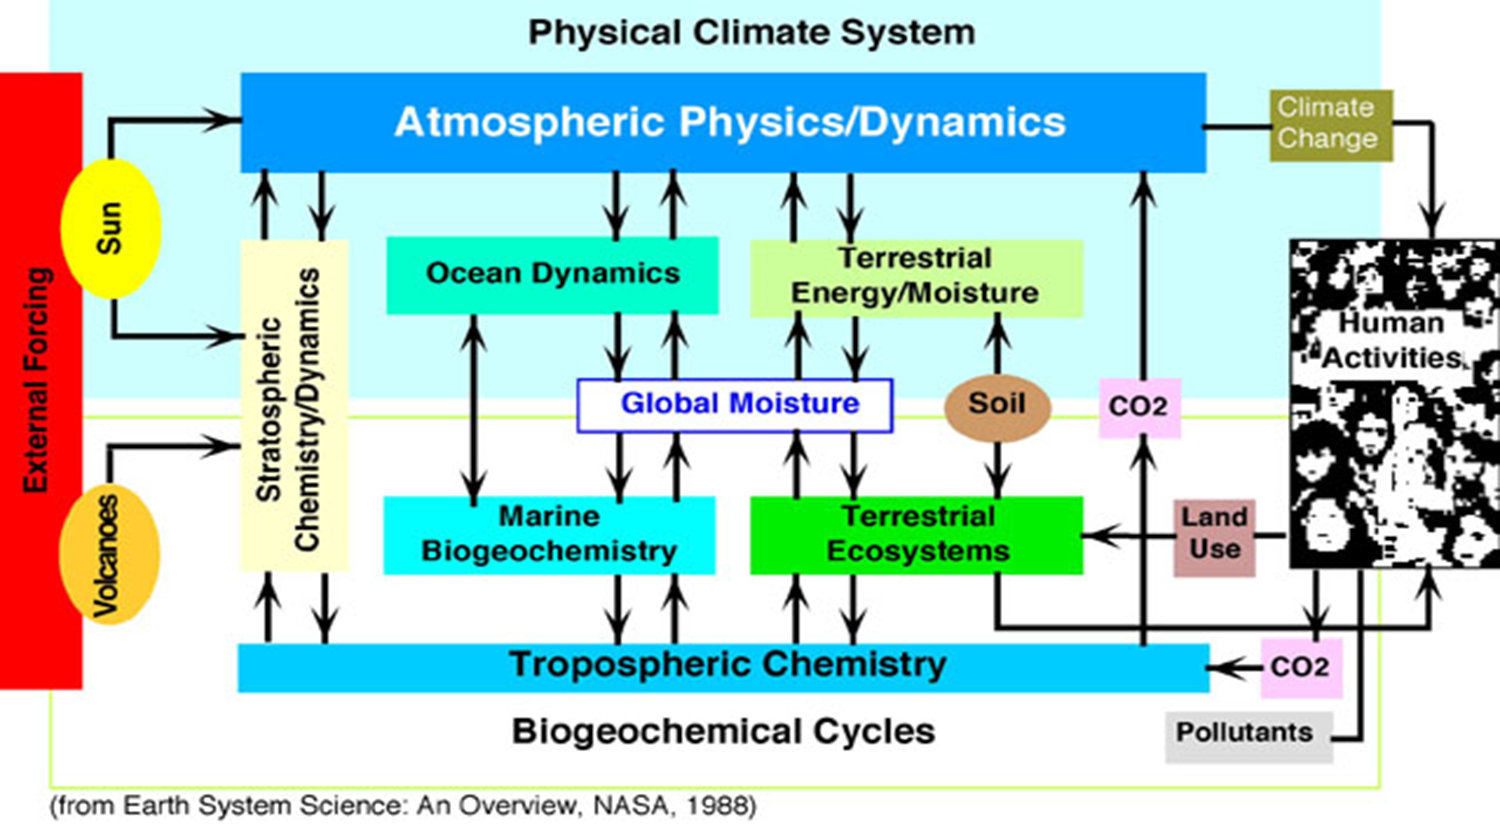 Physical Climate System
Atmospheric Physics/Dynamics
Climate
Change
External Forcing
Sun
Stratospheric
Chemistry/Dynamics
Ocean Dynamics
Terrestrial
Energy/Moisture
Human
Activities
Global Moisture
Soil
CO2
Volcanoes
Marine
Biogeochemistry
Terrestrial
Ecosystems
Land
Use
Tropospheric Chemistry
CO2
Biogeochemical Cycles
Pollutants
(from Earth System Science: An Overview, NASA, 1988)